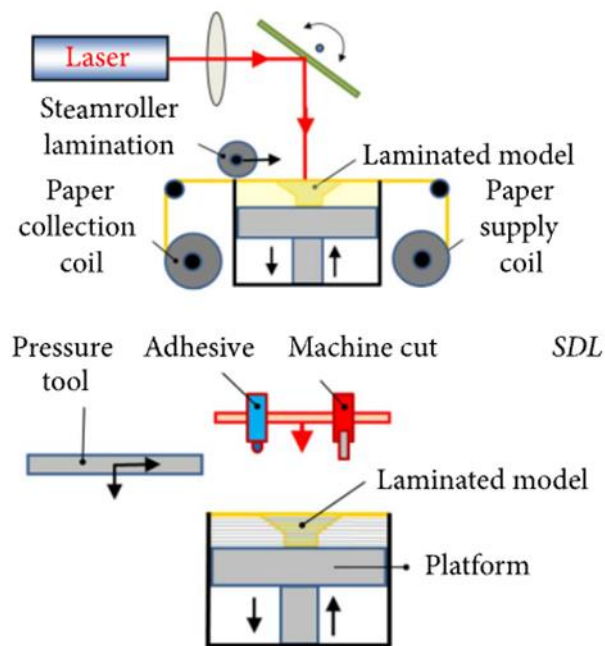 Laser
Steamroller
lamination
Laminated model
Paper
collection
coil
Paper
supply
coil
Pressure
tool
Adhesive
Machine cut
SDL
Laminated model
Platform